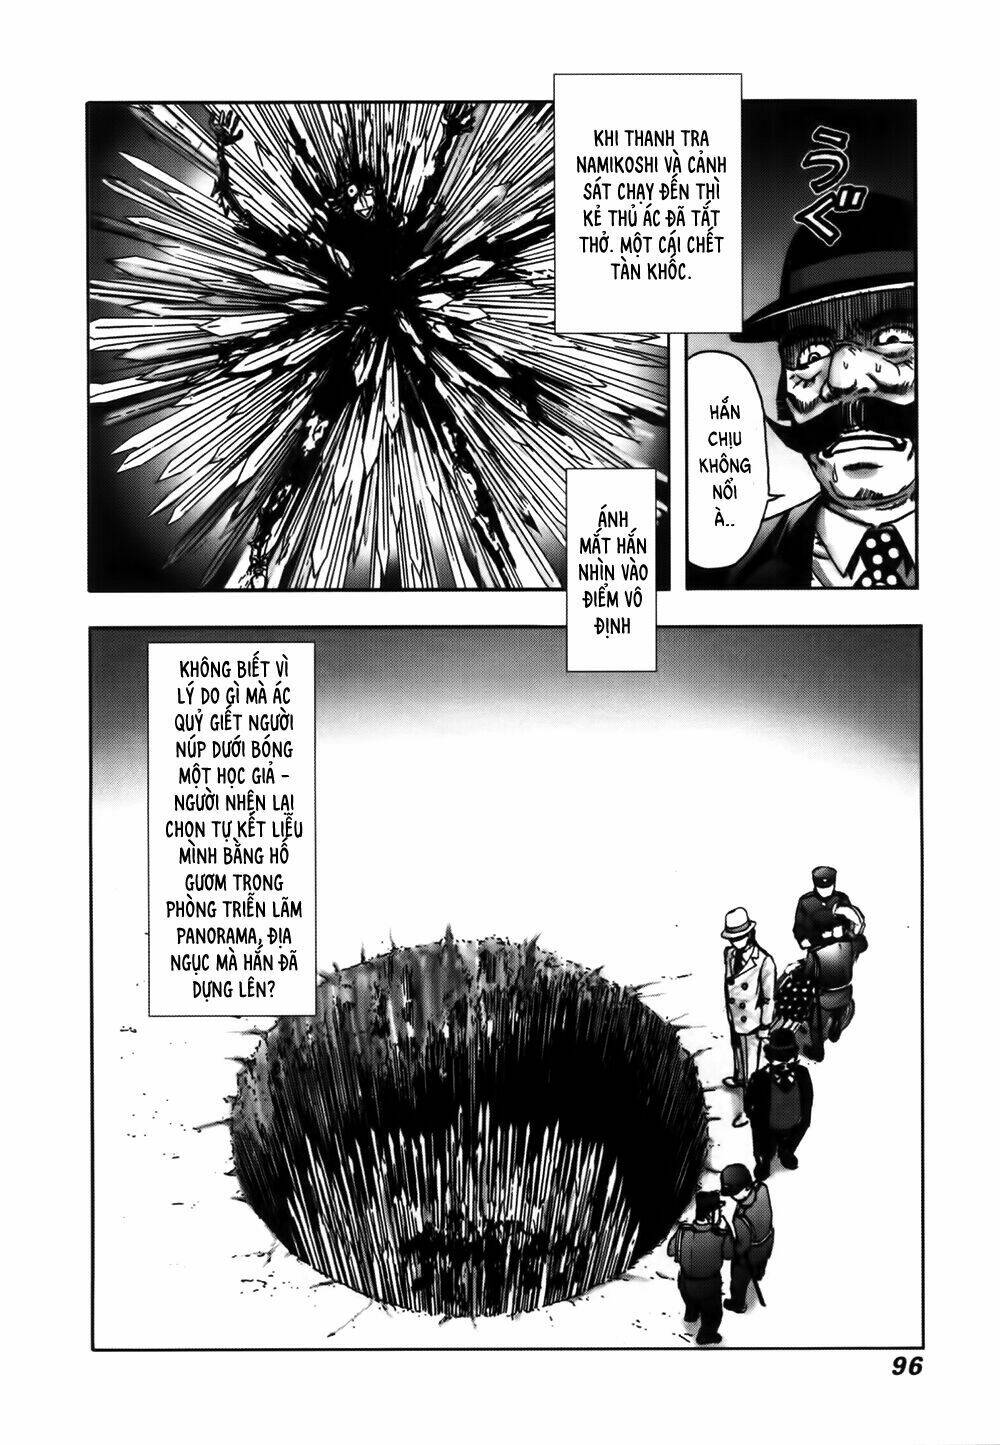 KHI THANH TRA
NAMIKOSHI VÀ CẢNH
SÁT CHẠY ĐẾN THÌ
KẺ THỦ ÁC ĐÃ TẮT
THỞ. MỘT CÁI CHẾT
TÀN KHỐC.
うぐ
HẮN
CHỊU
KHÔNG
NỔI
À..
ÁNH
MẮT HẮN
NHÌN VÀO
ĐIỂM VÔ
ĐỊNH
KHÔNG BIẾT VÌ
LÝ DO GÌ MÀ ÁC
QUỶ GIẾT NGƯỜI
NÚP DƯỚI BÓNG
MỘT HỌC GIẢ -
NGƯỜI NHỆN LẠI
CHỌN TỰ KẾT LIỄU
MÌNH BẰNG HỐ
GƯƠM TRONG
PHÒNG TRIỄN LÃM
PANORAMA, ĐỊA
NGỤC MÀ HẮN ĐÃ
DỰNG LÊN?
96